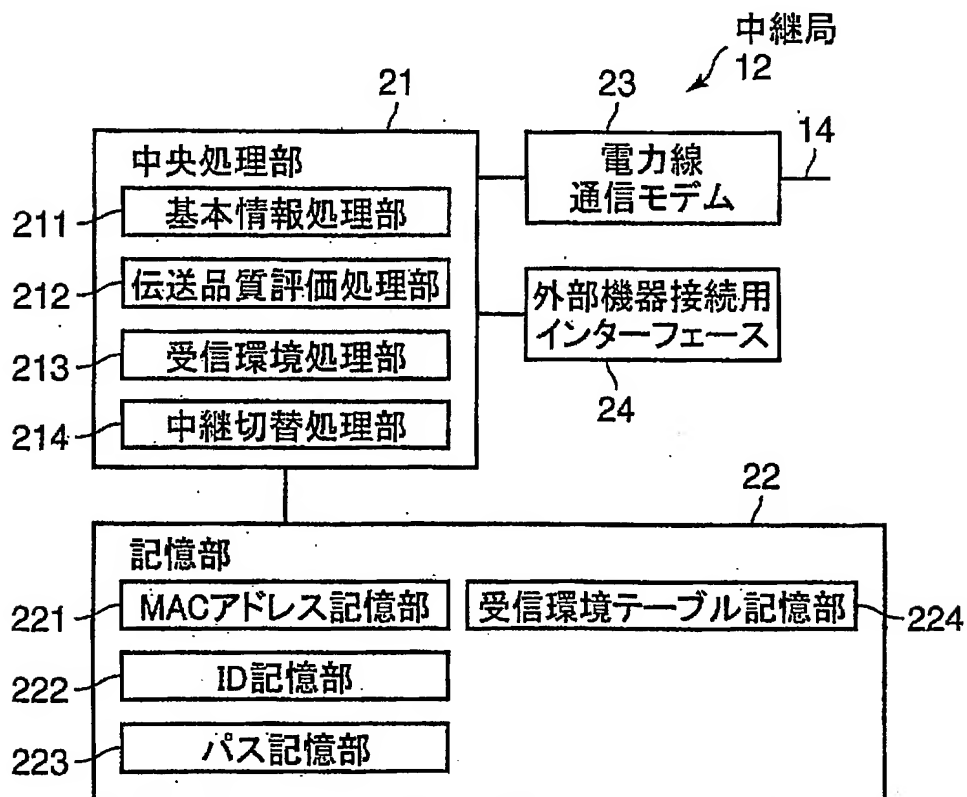 中継局
12
21
23
14
中央処理部
電力線
通信モデム
211
基本情報処理部
212
伝送品質評価処理部
外部機器接続用
インターフェース
213
受信環境処理部
24
214
中継切替処理部
22
記憶部
221
MACアドレス記憶部
受信環境テーブル記憶部
224
222
ID記憶部
223
パス記憶部